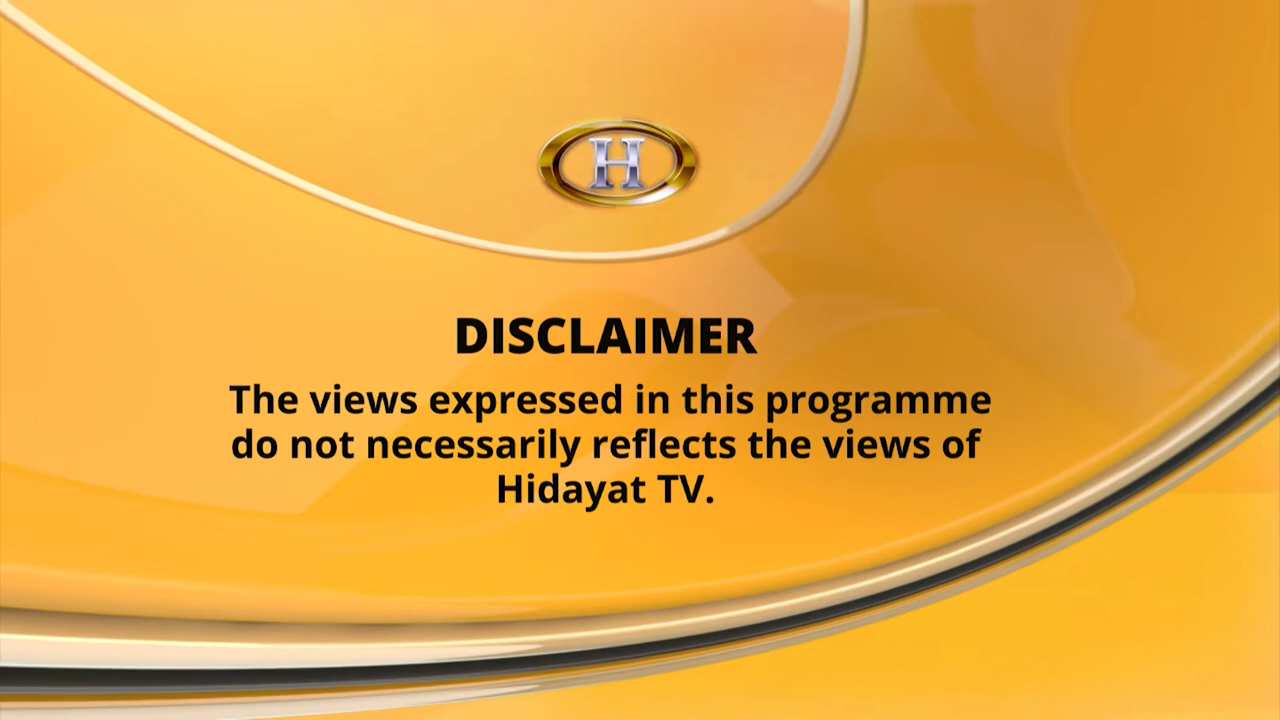 H
DISCLAIMER
The views expressed in this programme
do not necessarily reflects the views of
Hidayat TV.